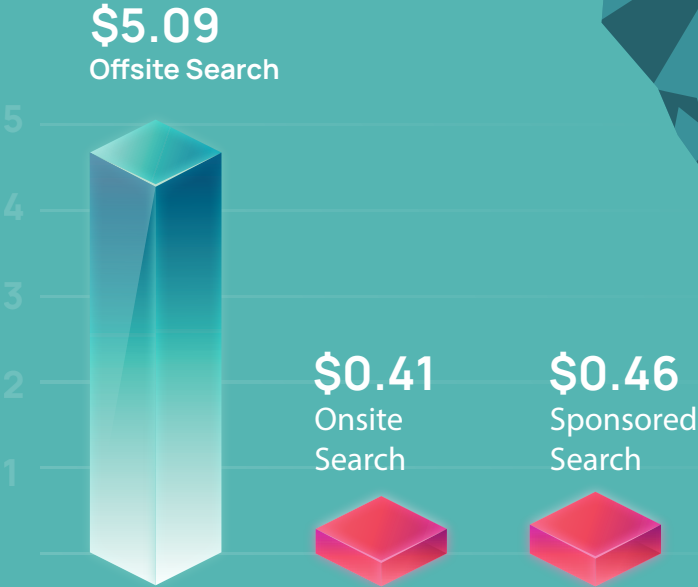 $5.09
Offsite Search
5
4
3
2
$0.41
$0.46
Onsite
Search
Sponsored
Search
1